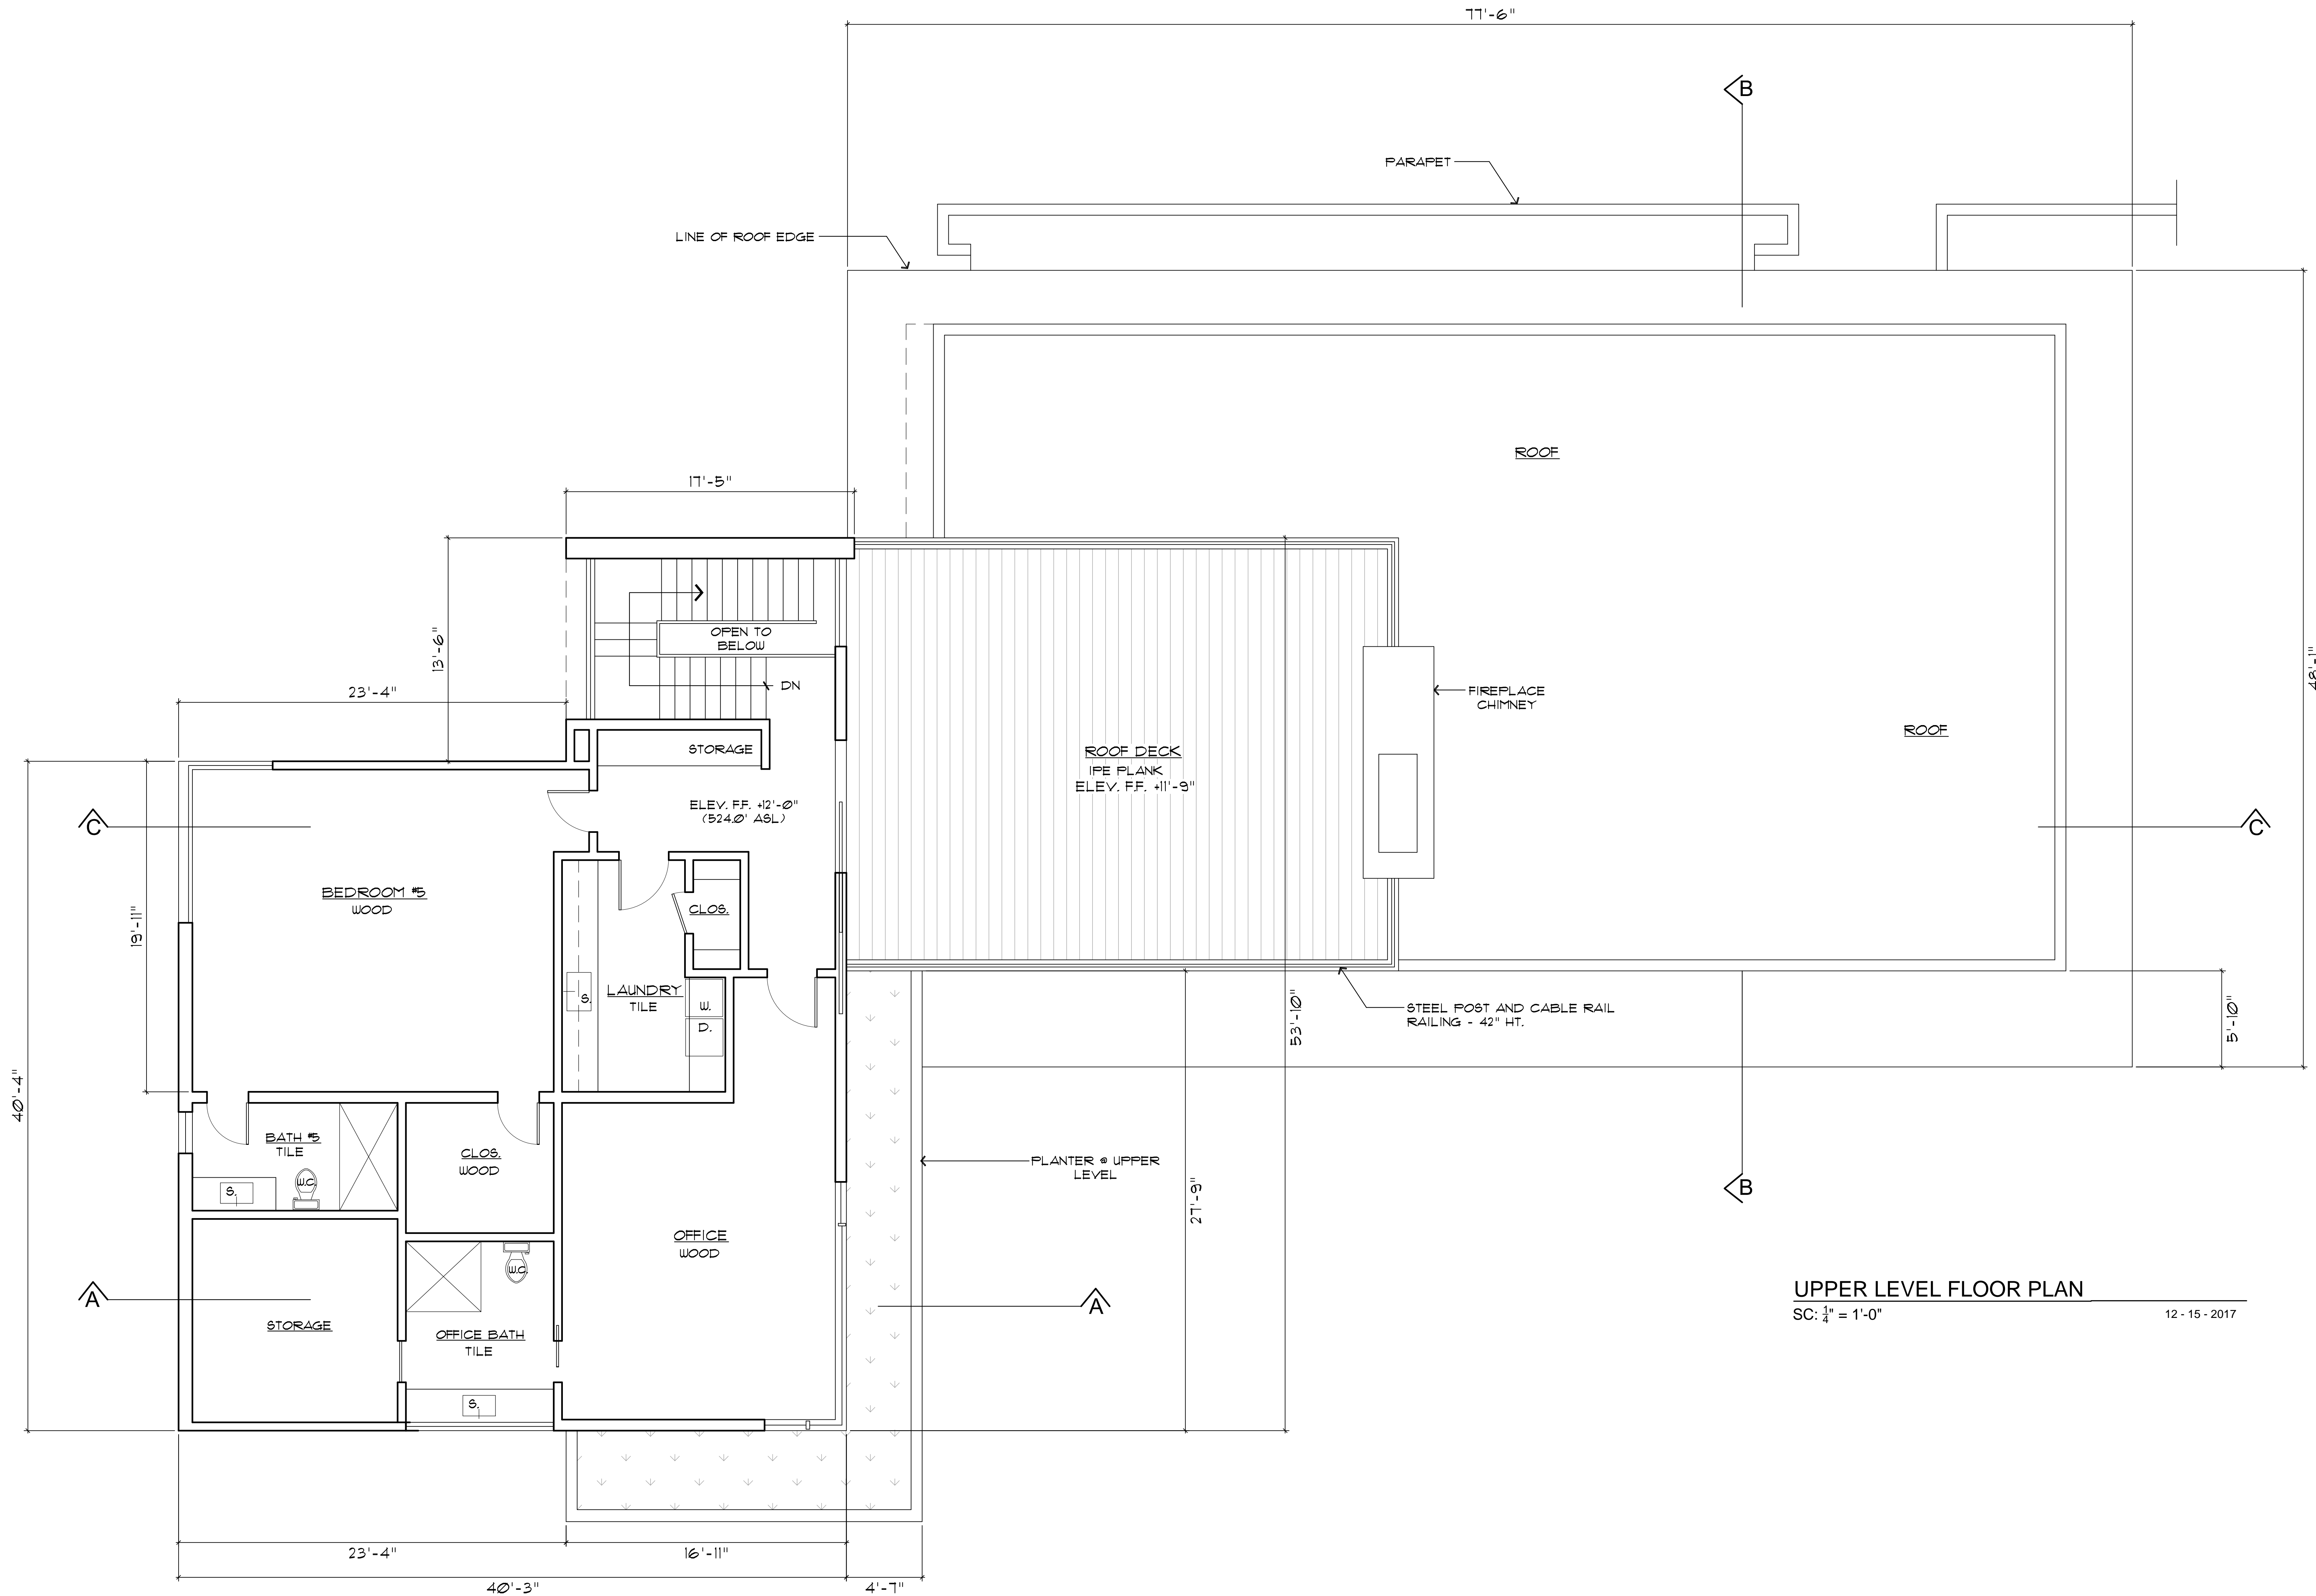 77'-6"
B
PARAPET
LINE OF ROOF EDGE
ROOF
17'-5"
OPEN TO
BELOW
13'-6"
DN
48'-1"
23'-4"
FIREPLACE
CHIMNEY
ROOF
STORAGE
ROOF DECK
IPE PLANK
ELEV. F.F. +11'-9"
ELEV. F.F. +12'-0"
(524.0' ASL)
C
C
BEDROOM #5
WOOD
CLOS.
19'-11"
S.
LAUNDRY
TILE
W.
D.
STEEL POST AND CABLE RAIL
RAILING - 42" HT.
53'-10"
5'-10"
40'-4"
BATH #5
TILE
CLOS.
WOOD
PLANTER @ UPPER
LEVEL
S.
W.C.
27'-9"
B
OFFICE
WOOD
W.C.
A
A
UPPER LEVEL FLOOR PLAN
SC: 1/4" = 1'-0"
12 - 15 - 2017
STORAGE
OFFICE BATH
TILE
S.
23'-4"
16'-11"
40'-3"
4'-7"